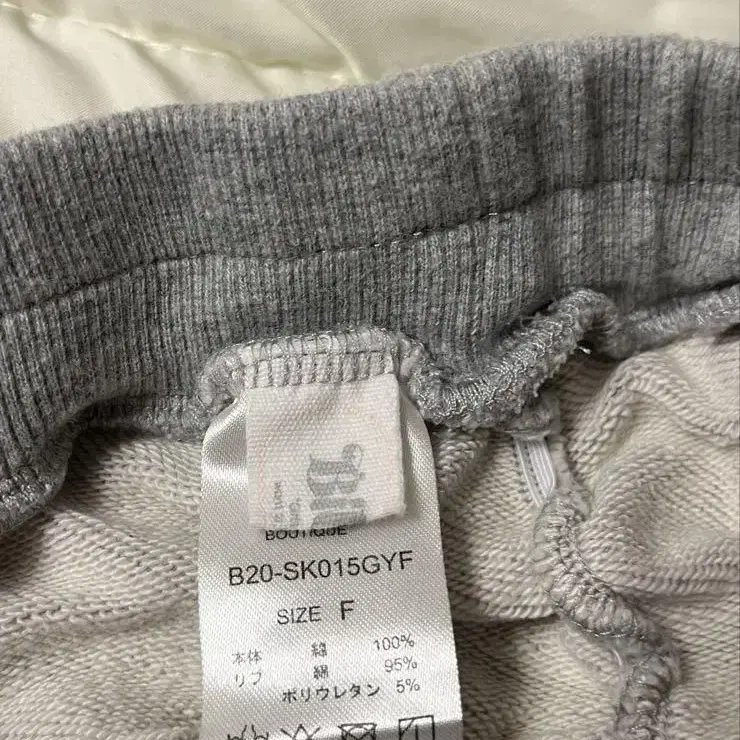 BOUTIQUE
B20-SK015GYF
SIZE F
本体 綿 100%
リブ 綿 95%
ポリウレタン 5%